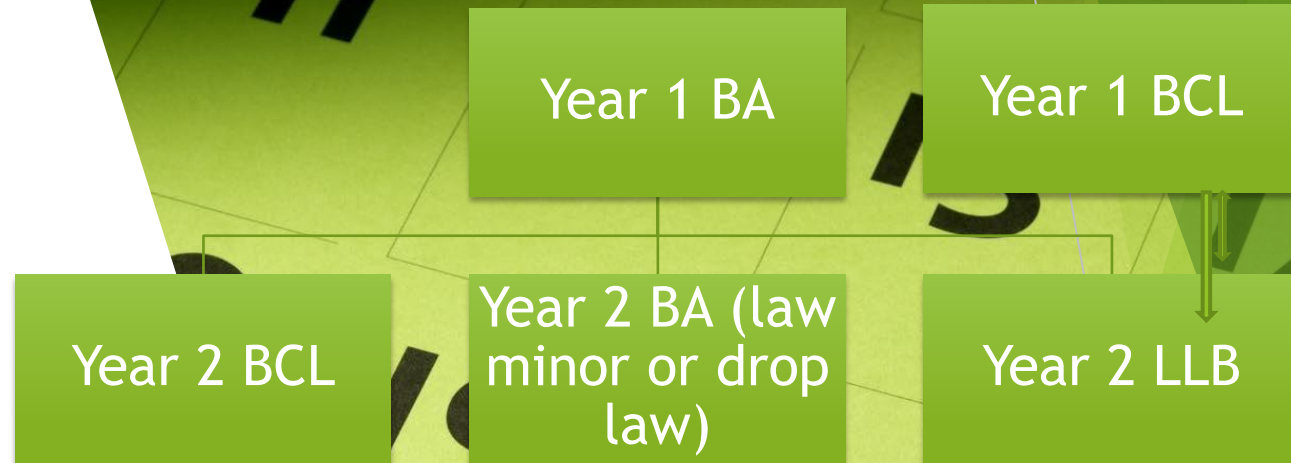 Year 1 BA
Year 1 BCL
Year 2 BCL
Year 2 BA (law
minor or drop
law)
Year 2 LLB